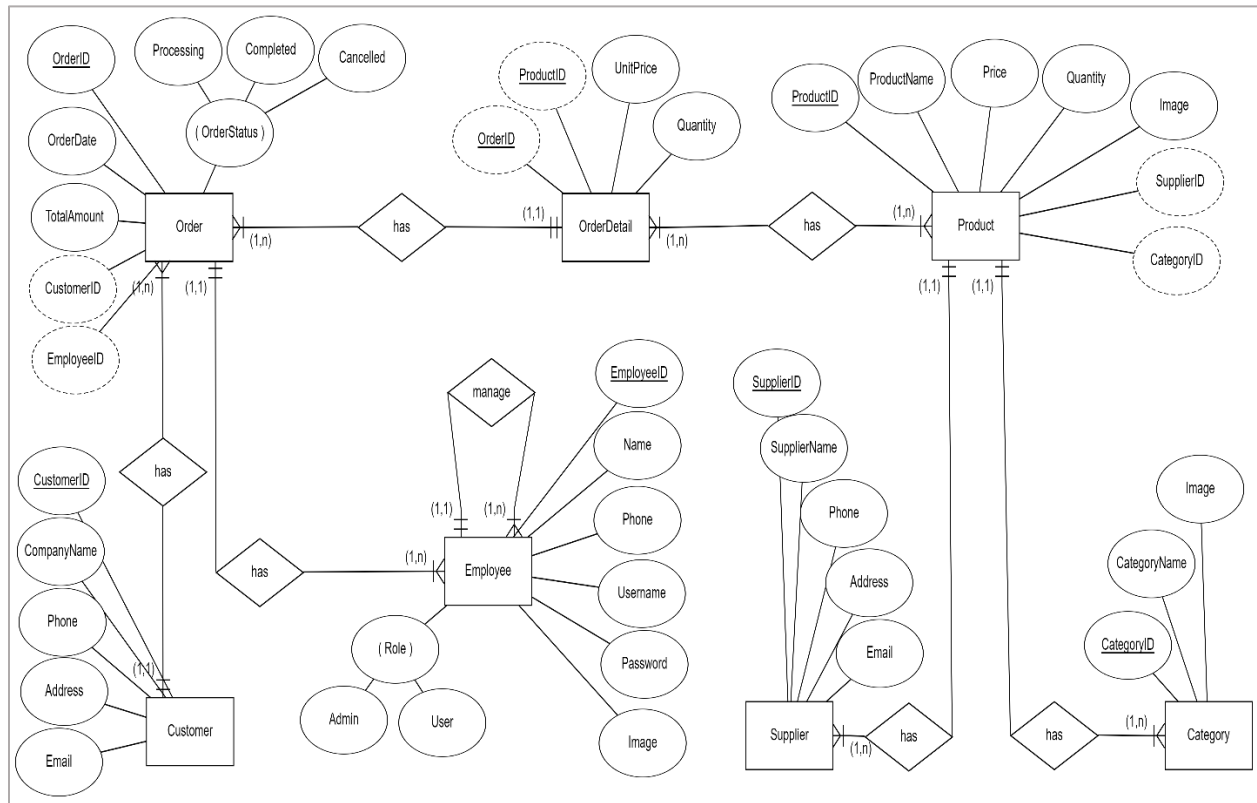 OrderID
Processing
Completed
Cancelled
OrderDate
( OrderStatus )
TotalAmount
Order
CustomerID
EmployeeID
(1,n)
has
(1,1)
ProductID
UnitPrice
OrderID
Quantity
OrderDetail
(1,n)
has
(1,n)
ProductID
ProductName
Price
Quantity
Image
SupplierID
CategoryID
Product
(1,n)
(1,1)
(1,1)
(1,1)
has
CustomerID
CompanyName
Phone
Address
Email
(1,1)
Customer
has
(1,n)
manage
(1,1)
(1,n)
EmployeeID
Name
Phone
Username
Password
Image
Employee
( Role )
Admin
User
SupplierID
SupplierName
Phone
Address
Email
Supplier
(1,n)
has
Image
CategoryName
CategoryID
has
(1,n)
Category